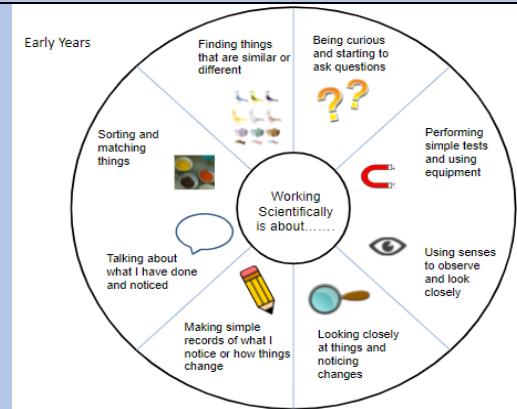 Early Years
Finding things
that are similar or
different
Being curious
and starting to
ask questions
Performing
simple tests
and using
equipment
Using senses
to observe
and look
closely
Looking closely
at things and
noticing
changes
Making simple
records of what I
notice or how things
change
Talking about
what I have done
and noticed
Sorting and
matching
things
Working
Scientifically
is about…….